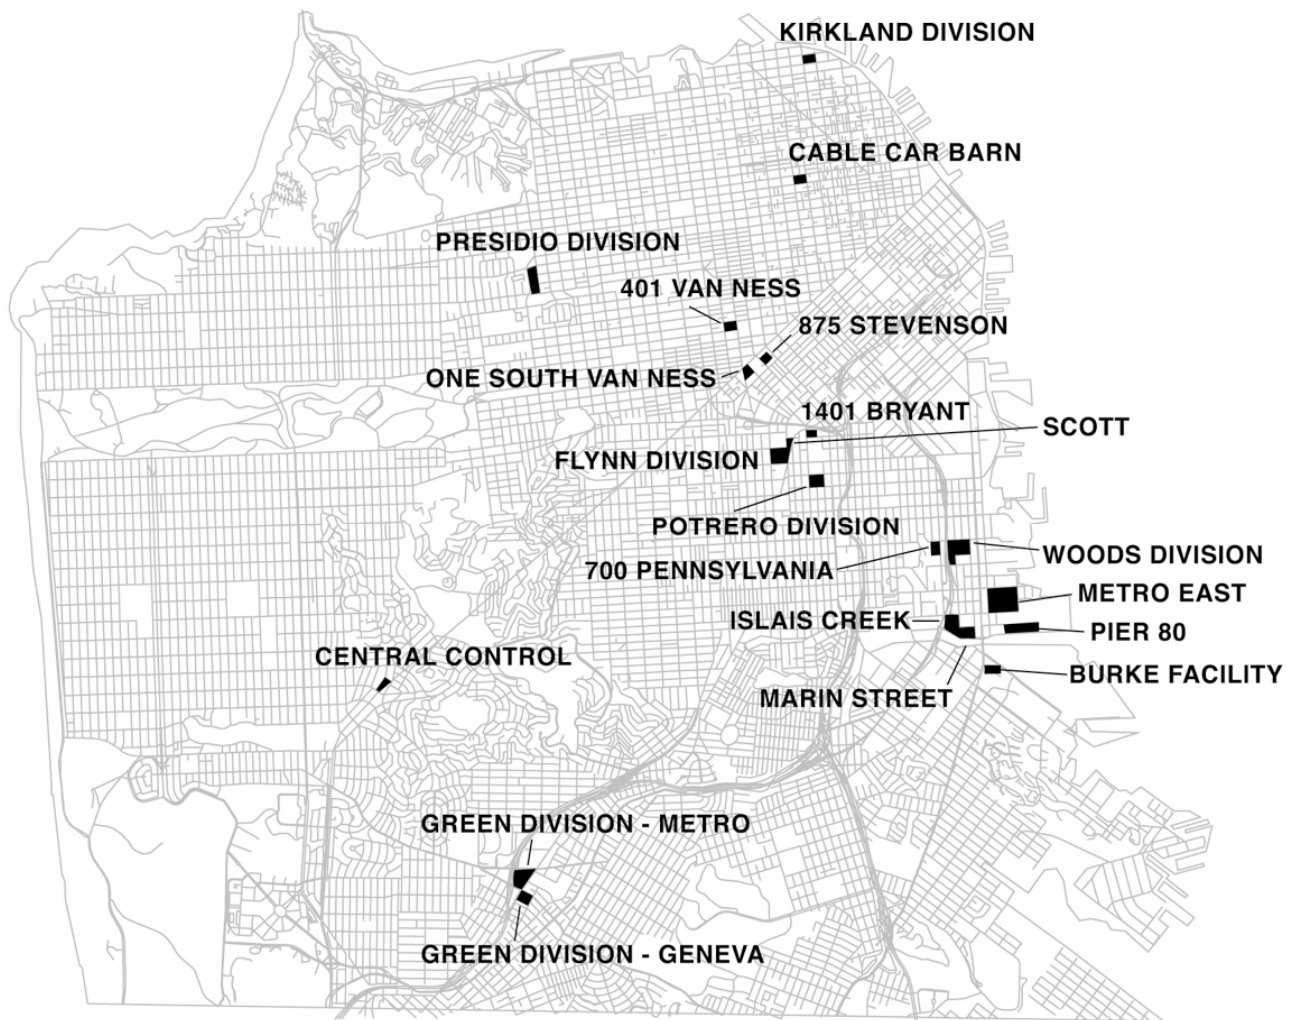 KIRKLAND DIVISION
CABLE CAR BARN
PRESIDIO DIVISION
401 VAN NESS
875 STEVENSON
ONE SOUTH VAN NESS
1401 BRYANT
SCOTT
FLYNN DIVISION
POTRERO DIVISION
WOODS DIVISION
700 PENNSYLVANIA
METRO EAST
ISLAIS CREEK
PIER 80
CENTRAL CONTROL
BURKE FACILITY
MARIN STREET
GREEN DIVISION - METRO
GREEN DIVISION - GENEVA